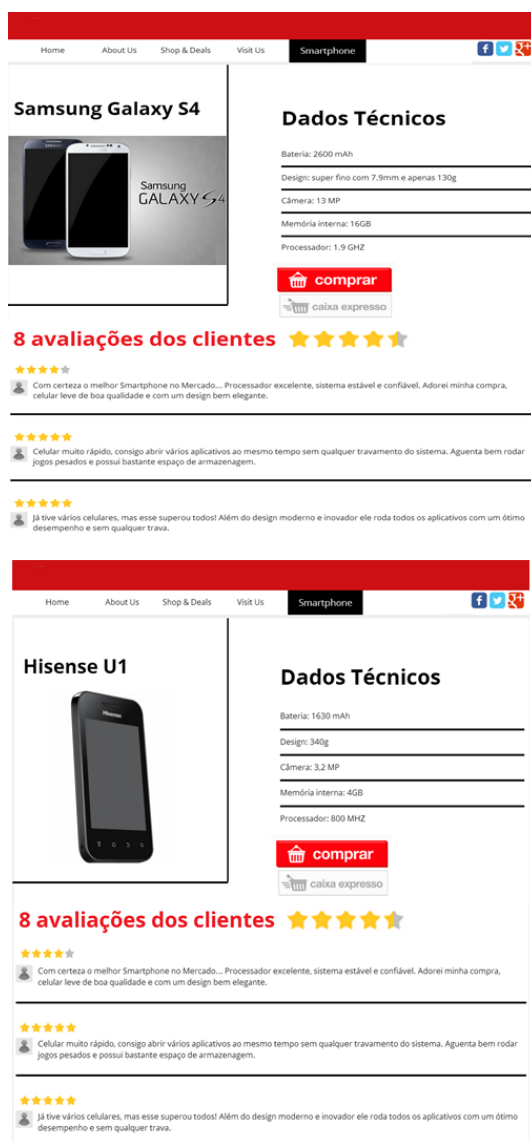 Home About Us Shop & Deals Visit Us Smartphone
Samsung Galaxy S4
Samsung
GALAXY S4
Dados Técnicos
Bateria: 2600 mAh
Design: super fino com 7.9mm e apenas 130g
Câmera: 13 MP
Memória interna: 16GB
Processador: 1.9 GHZ
comprar
caixa expresso
8 avaliações dos clientes
Com certeza o melhor Smartphone no Mercado... Processador excelente, sistema estável e confiável. Adorei minha compra,
celular leve de boa qualidade e com um design bem elegante.
Celular muito rápido, consigo abrir vários aplicativos ao mesmo tempo sem qualquer travamento do sistema. Aguenta bem rodar
jogos pesados e possui bastante espaço de armazenagem.
Já tive vários celulares, mas esse superou todos! Além do design moderno e inovador ele roda todos os aplicativos com um ótimo
desempenho e sem qualquer trava.
Home About Us Shop & Deals Visit Us Smartphone
Hisense U1
Hisense
Dados Técnicos
Bateria: 1630 mAh
Design: 340g
Câmera: 3,2 MP
Memória interna: 4GB
Processador: 800 MHZ
comprar
caixa expresso
8 avaliações dos clientes
Com certeza o melhor Smartphone no Mercado... Processador excelente, sistema estável e confiável. Adorei minha compra,
celular leve de boa qualidade e com um design bem elegante.
Celular muito rápido, consigo abrir vários aplicativos ao mesmo tempo sem qualquer travamento do sistema. Aguenta bem rodar
jogos pesados e possui bastante espaço de armazenagem.
Já tive vários celulares, mas esse superou todos! Além do design moderno e inovador ele roda todos os aplicativos com um ótimo
desempenho e sem qualquer trava.